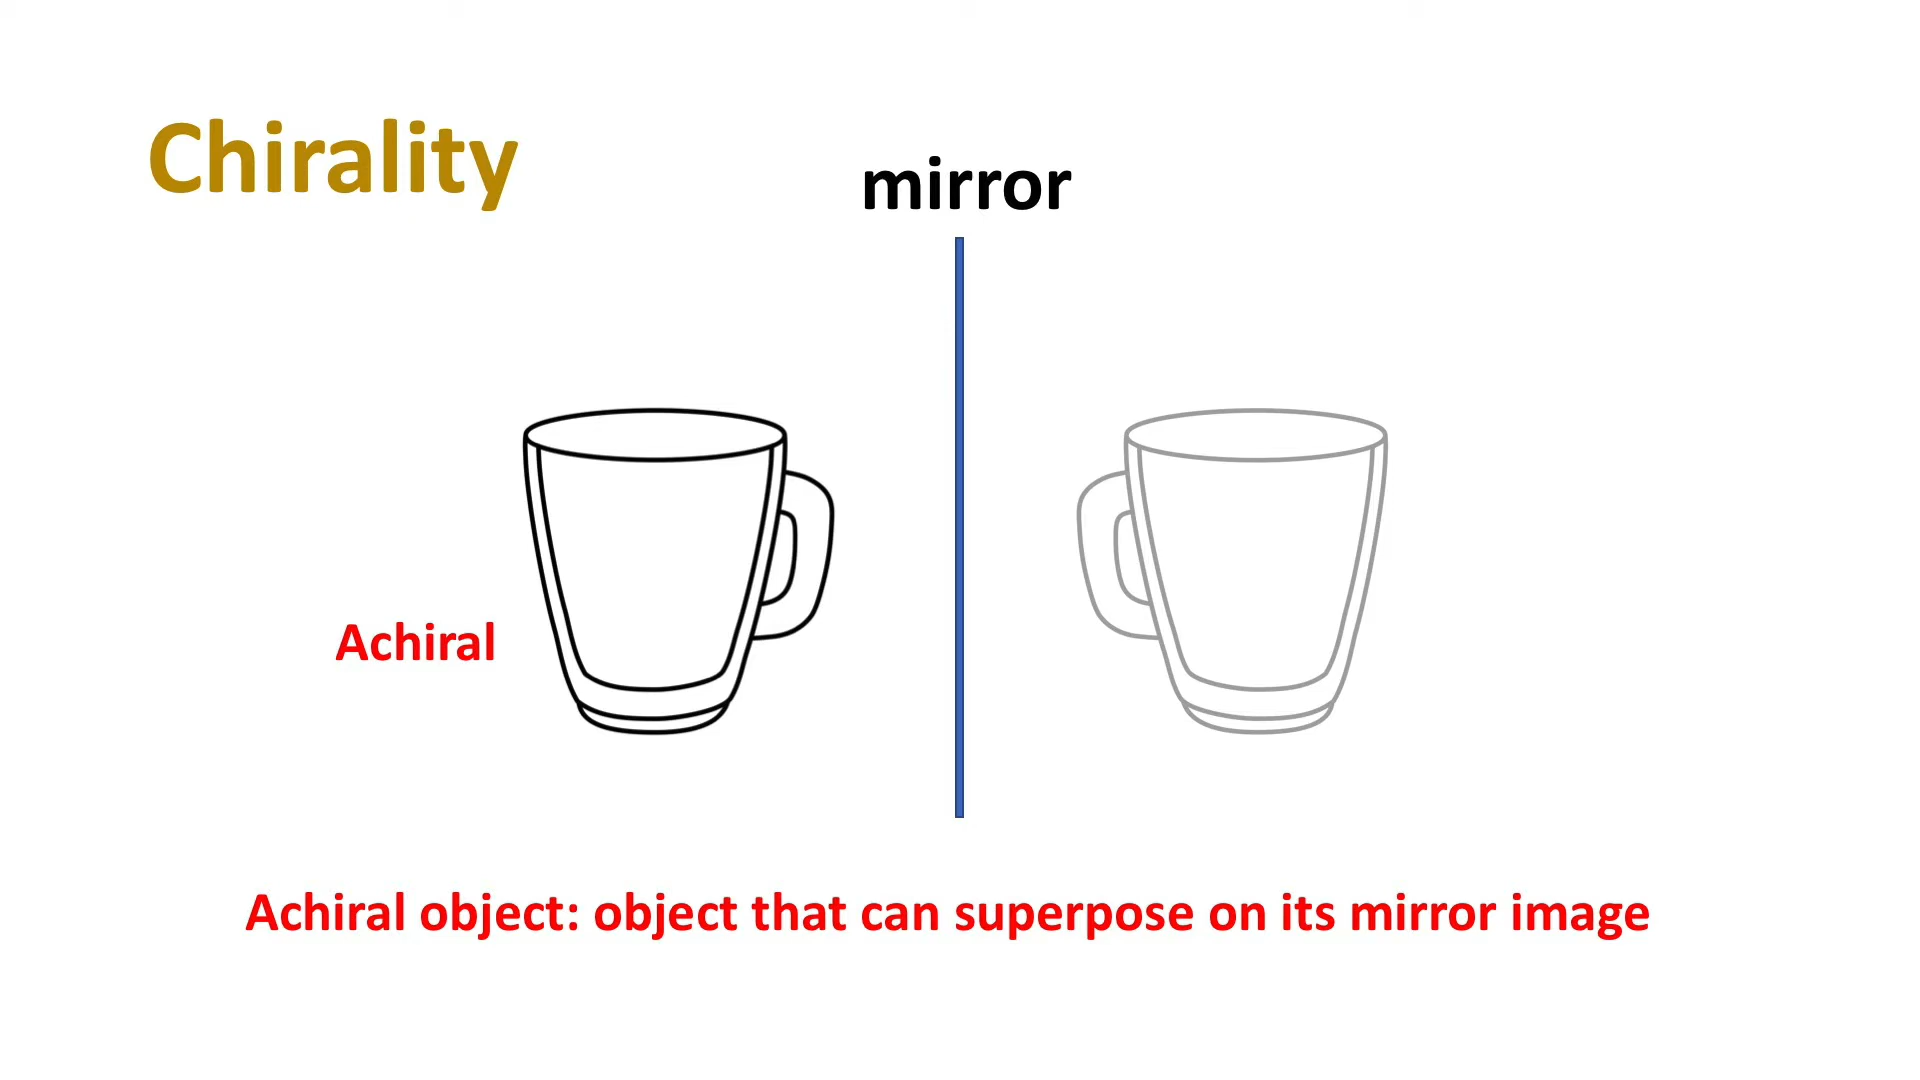 Chirality
mirror
Achiral
Achiral object: object that can superpose on its mirror image